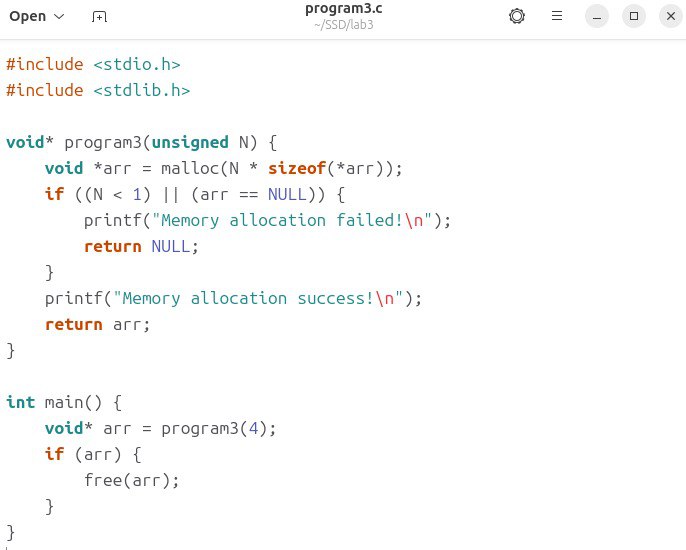 Open
program3.c
~/SSD/lab3
#include <stdio.h>
#include <stdlib.h>

void* program3(unsigned N) {
    void *arr = malloc(N * sizeof(*arr));
    if ((N < 1) || (arr == NULL)) {
        printf("Memory allocation failed!\n");
        return NULL;
    }
    printf("Memory allocation success!\n");
    return arr;
}

int main() {
    void* arr = program3(4);
    if (arr) {
        free(arr);
    }
}